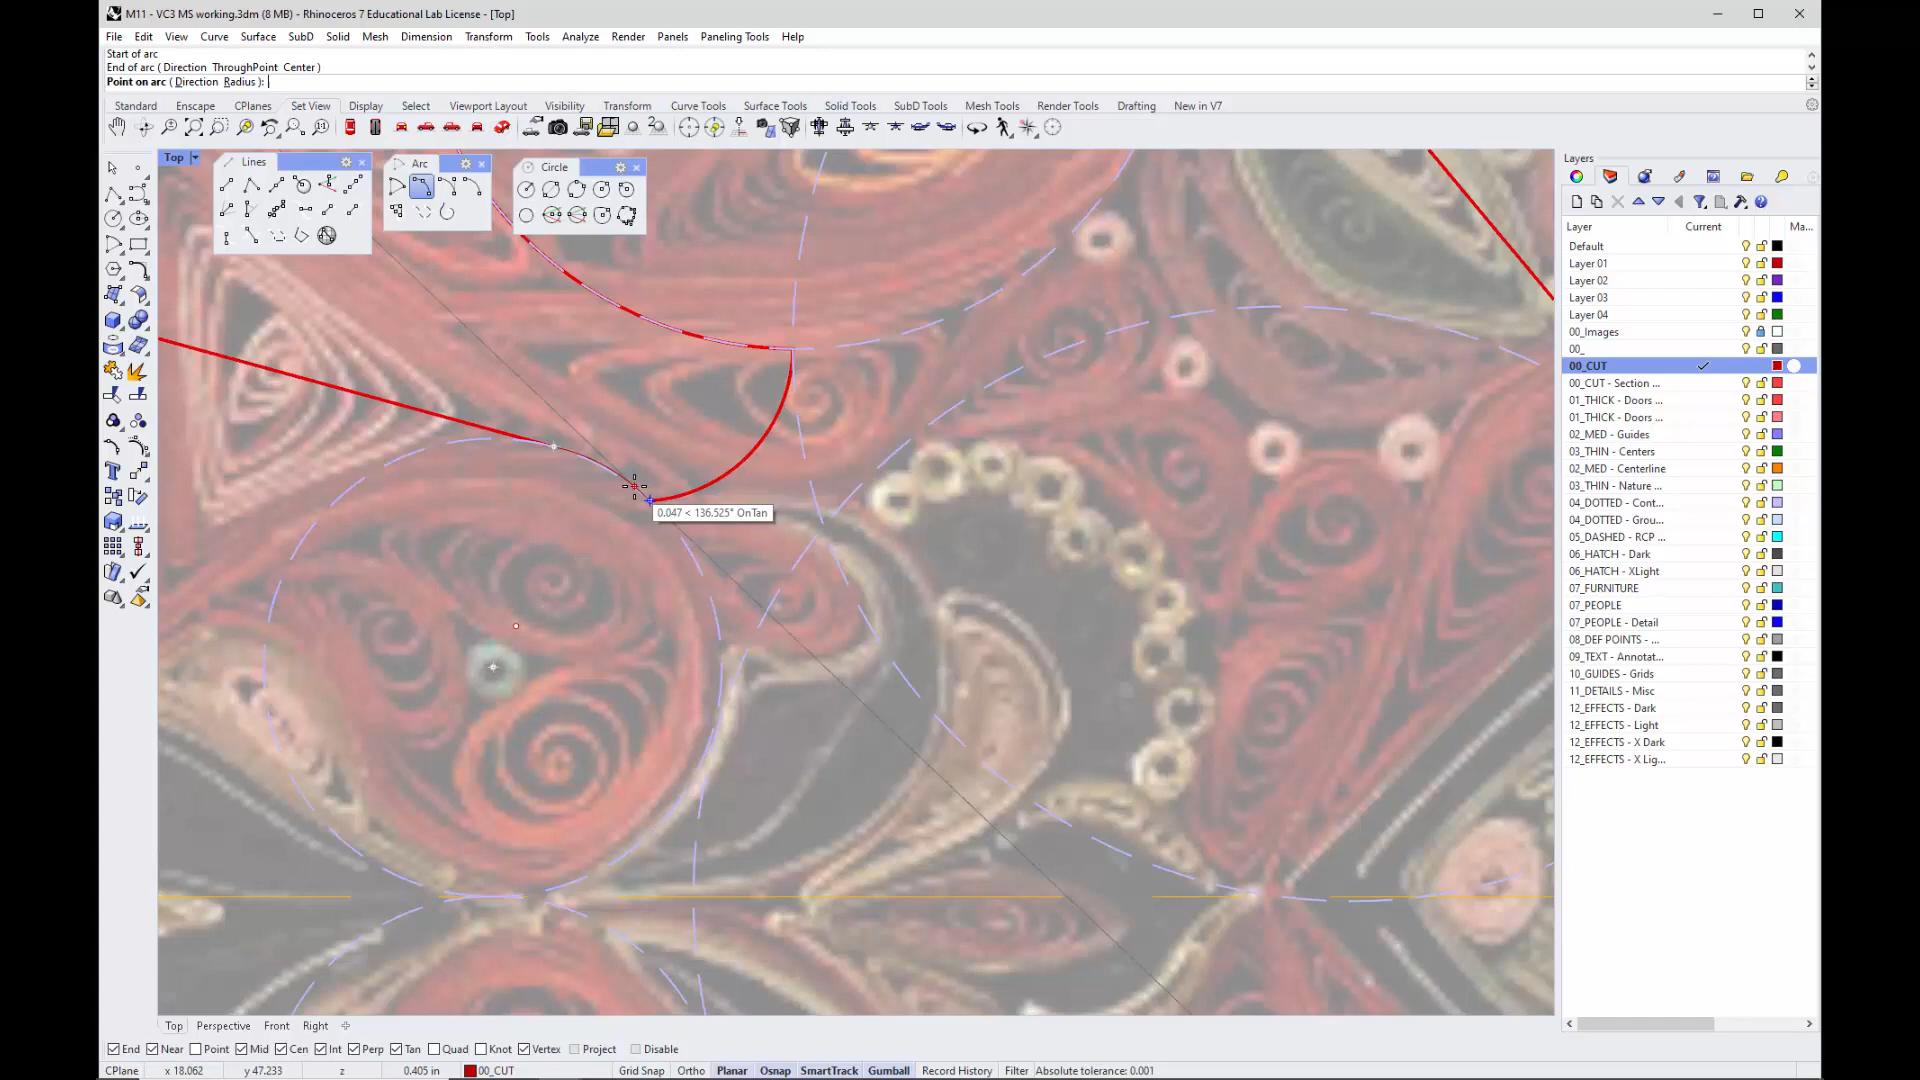 M11 - VC3 MS working.3dm (8 MB) - Rhinoceros 7 Educational Lab License - [Top]
File Edit View Curve Surface SubD Solid Mesh Dimension Transform Tools Analyze Render Panels Paneling Tools Help
Start of arc
End of arc ( Direction ThroughPoint Center )
Point on arc ( Direction Radius ):
Standard Enscape CPlanes Set View Display Select Viewport Layout Visibility Transform Curve Tools Surface Tools Solid Tools SubD Tools Mesh Tools Render Tools Drafting New in V7
Top
Lines
Arc
Circle
0.047 < 136.525° OnTan
Layers
Layer Current Ma...
Default
Layer 01
Layer 02
Layer 03
Layer 04
00_Images
00_
00_CUT
00_CUT - Section ...
01_THICK - Doors ...
01_THICK - Doors ...
02_MED - Guides
03_THIN - Centers
02_MED - Centerline
03_THIN - Nature ...
04_DOTTED - Cont...
04_DOTTED - Grou...
05_DASHED - RCP ...
06_HATCH - Dark
06_HATCH - XLight
07_FURNITURE
07_PEOPLE
07_PEOPLE - Detail
08_DEF POINTS - ...
09_TEXT - Annotat...
10_GUIDES - Grids
11_DETAILS - Misc
12_EFFECTS - Dark
12_EFFECTS - Light
12_EFFECTS - X Dark
12_EFFECTS - X Lig...
Top Perspective Front Right
End Near Point Mid Cen Int Perp Tan Quad Knot Vertex Project Disable
CPlane x 18.062 y 47.233 z 0.405 in 00_CUT Grid Snap Ortho Planar Osnap SmartTrack Gumball Record History Filter Absolute tolerance: 0.001